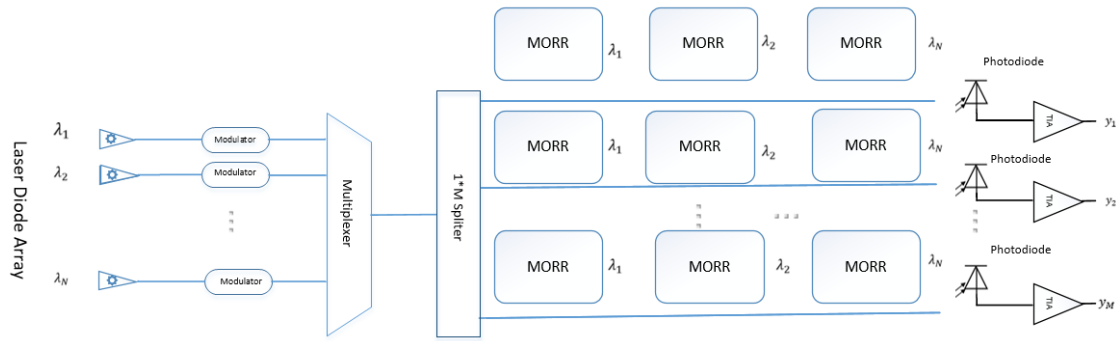 Laser Diode Array
λ1
λ2
λN
Modulator
Modulator
Modulator
Multiplexer
1*M Spliter
MORR λ1 MORR λ2 MORR λN
MORR λ1 MORR λ2 MORR λN
MORR λ1 MORR λ2 MORR λN
Photodiode
TIA
y1
Photodiode
TIA
y2
Photodiode
TIA
yM